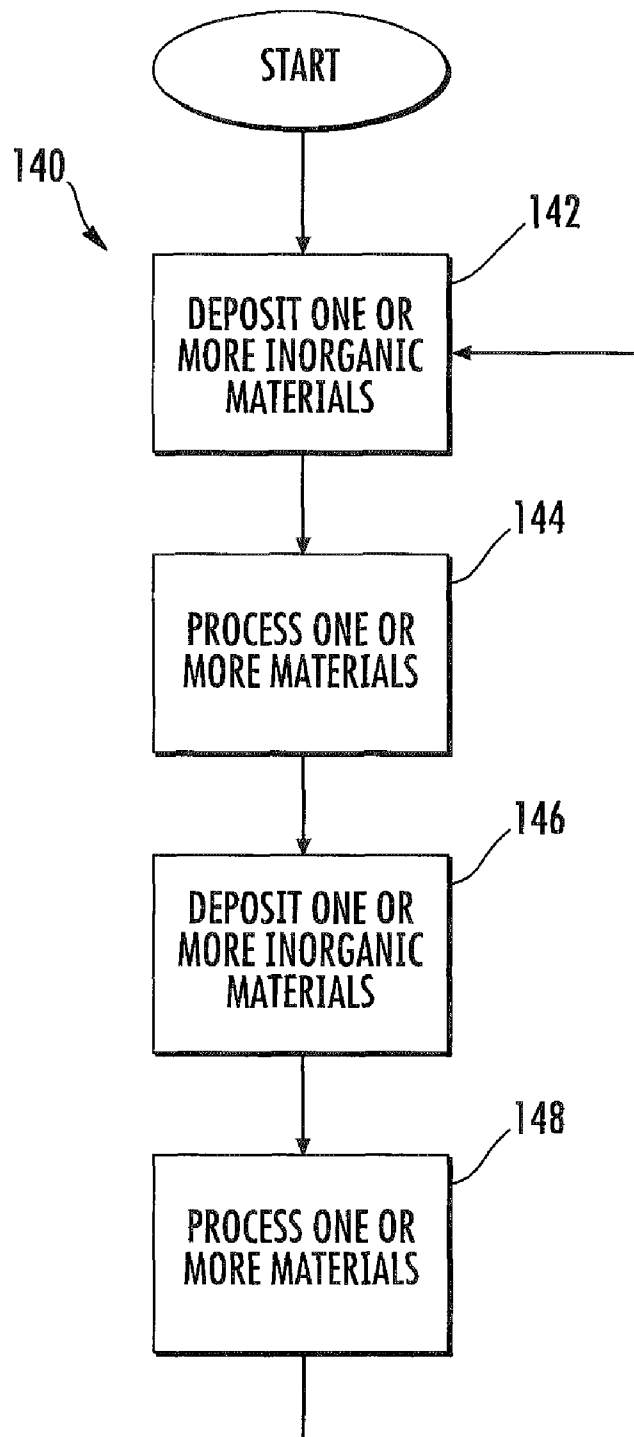 START
140
142
DEPOSIT ONE OR
MORE INORGANIC
MATERIALS
144
PROCESS ONE OR
MORE MATERIALS
146
DEPOSIT ONE OR
MORE INORGANIC
MATERIALS
148
PROCESS ONE OR
MORE MATERIALS